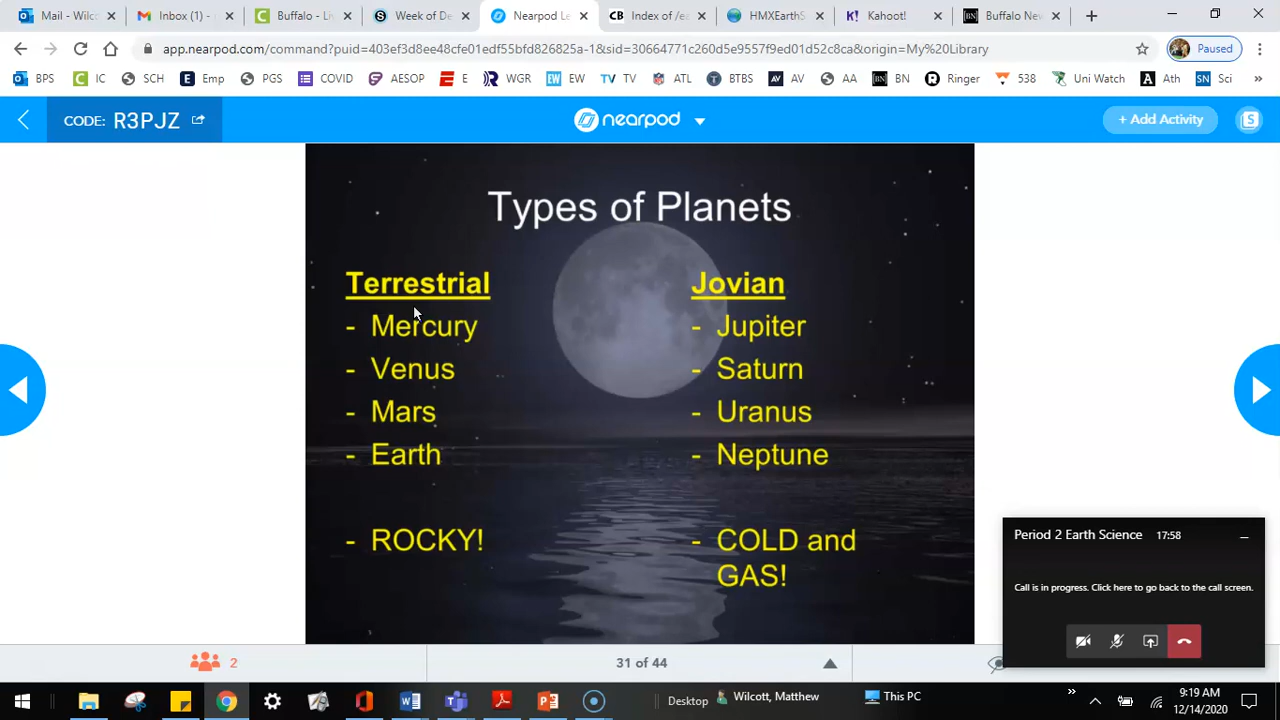 Mail - Wilc
Inbox (1) -
Buffalo - Liv
Week of De
Nearpod Le
Index of /ea
HMXEarthS
Kahoot!
Buffalo Nev
app.nearpod.com/command?puid=403ef3d8ee48cfe01edf55bfd826825a-1&sid=30664771c260d5e9557f9ed01d52c8ca&origin=My%20Library
Paused
BPS IC SCH Emp PGS COVID AESOP E WGR EW TV ATL BTBS AV AA BN Ringer 538 Uni Watch Ath Sci »
CODE: R3PJZ
nearpod
+ Add Activity
Types of Planets
Terrestrial
- Mercury
- Venus
- Mars
- Earth
- ROCKY!
Jovian
- Jupiter
- Saturn
- Uranus
- Neptune
- COLD and
GAS!
Period 2 Earth Science 17:58
Call is in progress. Click here to go back to the call screen.
2
31 of 44
Desktop
Wilcott, Matthew
This PC
»
9:19 AM
12/14/2020